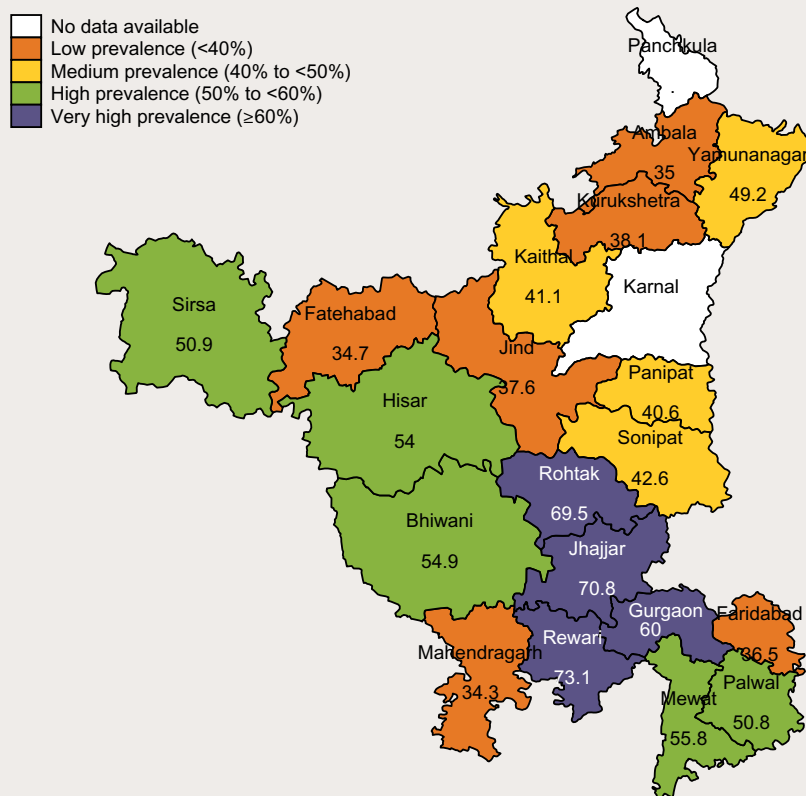 No data available
Low prevalence (<40%)
Medium prevalence (40% to <50%)
High prevalence (50% to <60%)
Very high prevalence (≥60%)
Panchkula
.
Ambala
35
Yamunanagar
49.2
Kurukshetra
38.1
Kaithal
41.1
Karnal
Sirsa
50.9
Fatehabad
34.7
Jind
37.6
Panipat
40.6
Hisar
54
Sonipat
42.6
Rohtak
69.5
Bhiwani
54.9
Jhajjar
70.8
Gurgaon
60
Faridabad
36.5
Mahendragarh
34.3
Rewari
73.1
Mewat
55.8
Palwal
50.8